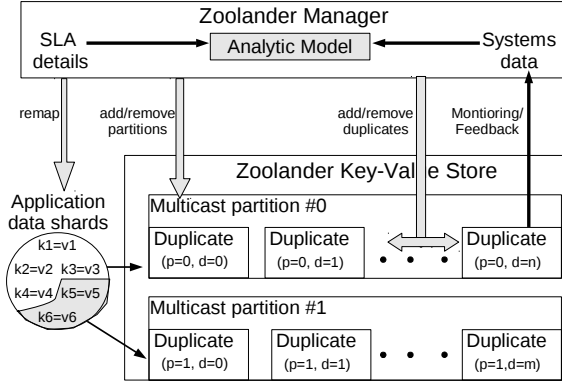 Zoolander Manager
SLA
details
Analytic Model
Systems
data
remap
add/remove
partitions
add/remove
duplicates
Montioring/
Feedback
Zoolander Key-Value Store
Application
data shards
k1=v1
k2=v2 k3=v3
k4=v4 k5=v5
k6=v6
Multicast partition #0
Duplicate
(p=0, d=0)
Duplicate
(p=0, d=1)
Duplicate
(p=0, d=n)
Multicast partition #1
Duplicate
(p=1, d=0)
Duplicate
(p=1, d=1)
Duplicate
(p=1,d=m)